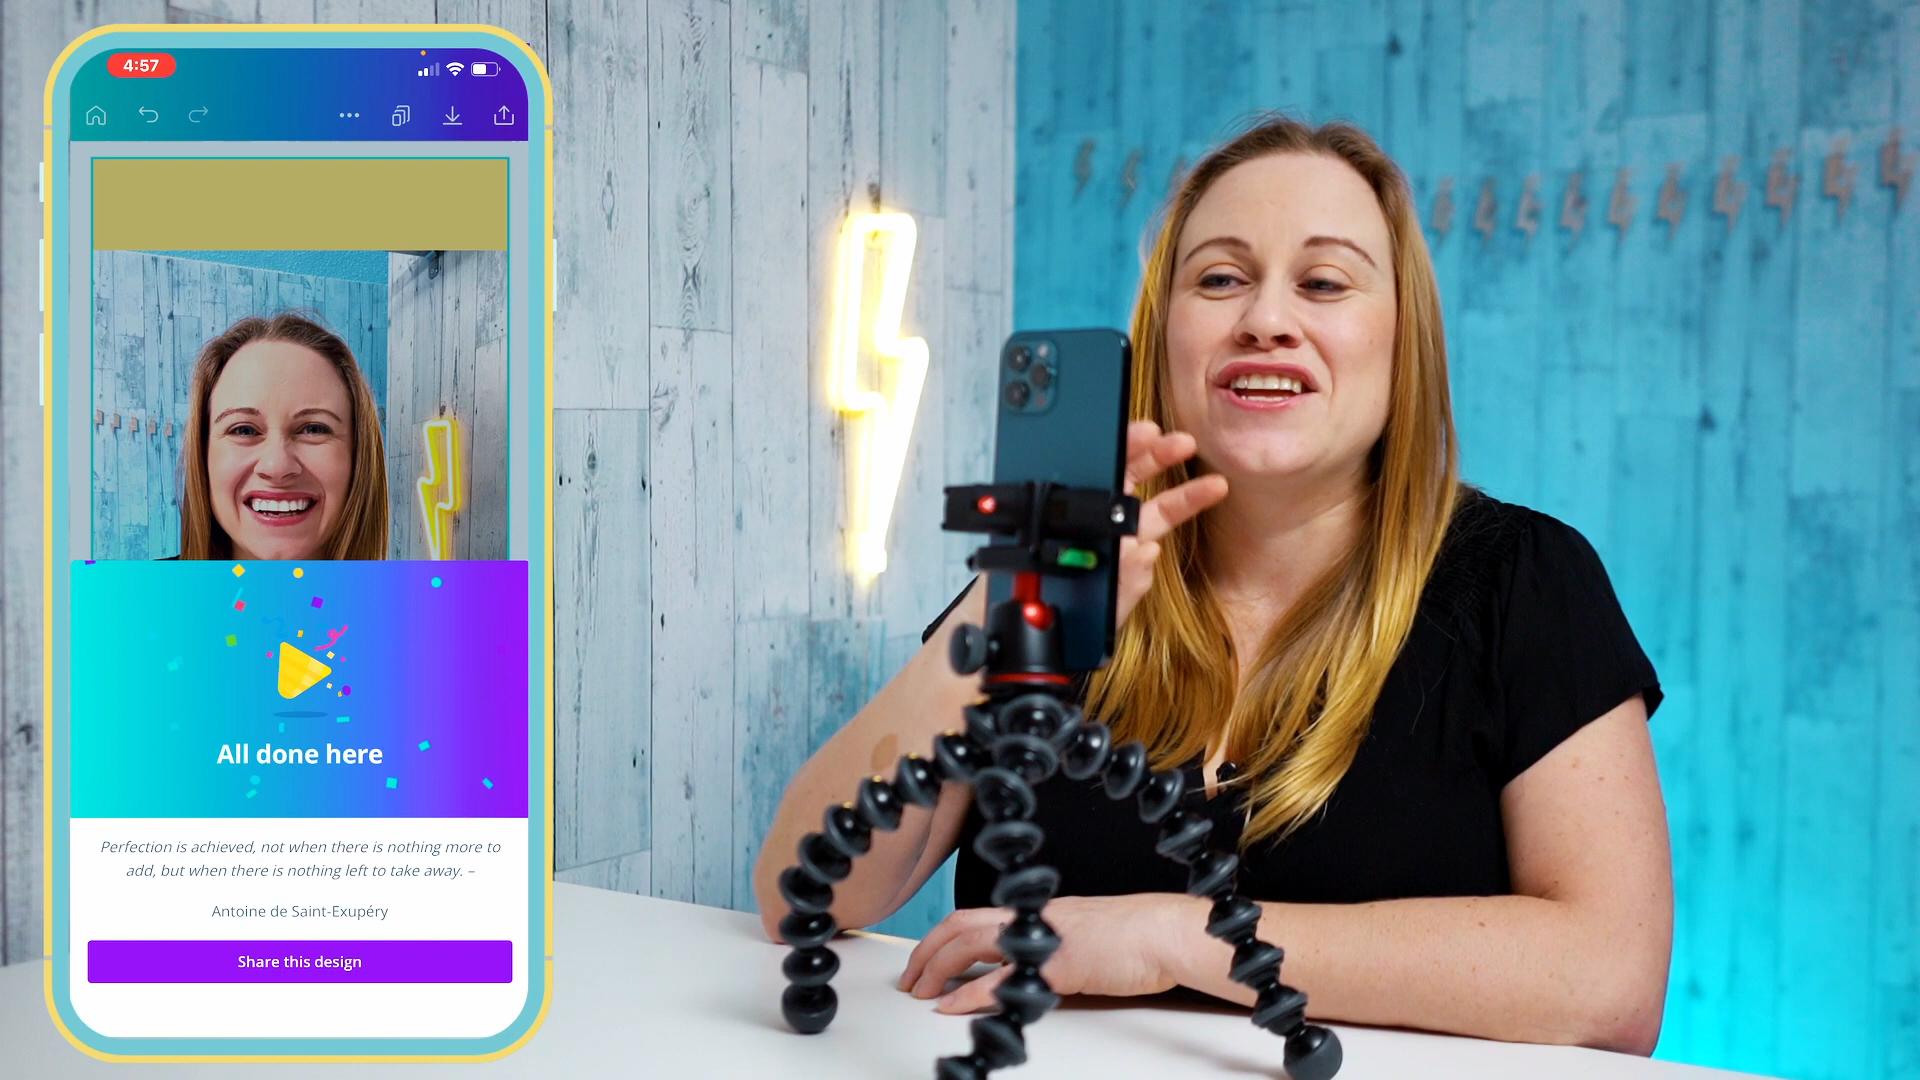 4:57
All done here
Perfection is achieved, not when there is nothing more to
add, but when there is nothing left to take away. –
Antoine de Saint-Exupéry
Share this design